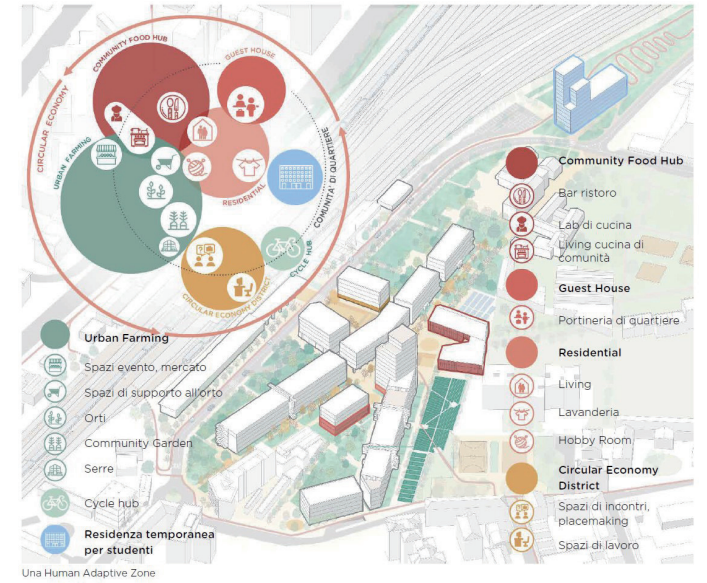 COMMUNITY FOOD HUB
GUEST HOUSE
CIRCULAR ECONOMY
URBAN FARMING
RESIDENTIAL
COMUNITA' DI QUARTIERE
CYCLE HUB
CIRCULAR ECONOMY DISTRICT
Urban Farming
Spazi evento, mercato
Spazi di supporto all'orto
Orti
Community Garden
Serre
Cycle hub
Residenza temporanea
per studenti
Community Food Hub
Bar ristoro
Lab di cucina
Living cucina di
comunità
Guest House
Portineria di quartiere
Residential
Living
Lavanderia
Hobby Room
Circular Economy
District
Spazi di incontri,
placemaking
Spazi di lavoro
Una Human Adaptive Zone